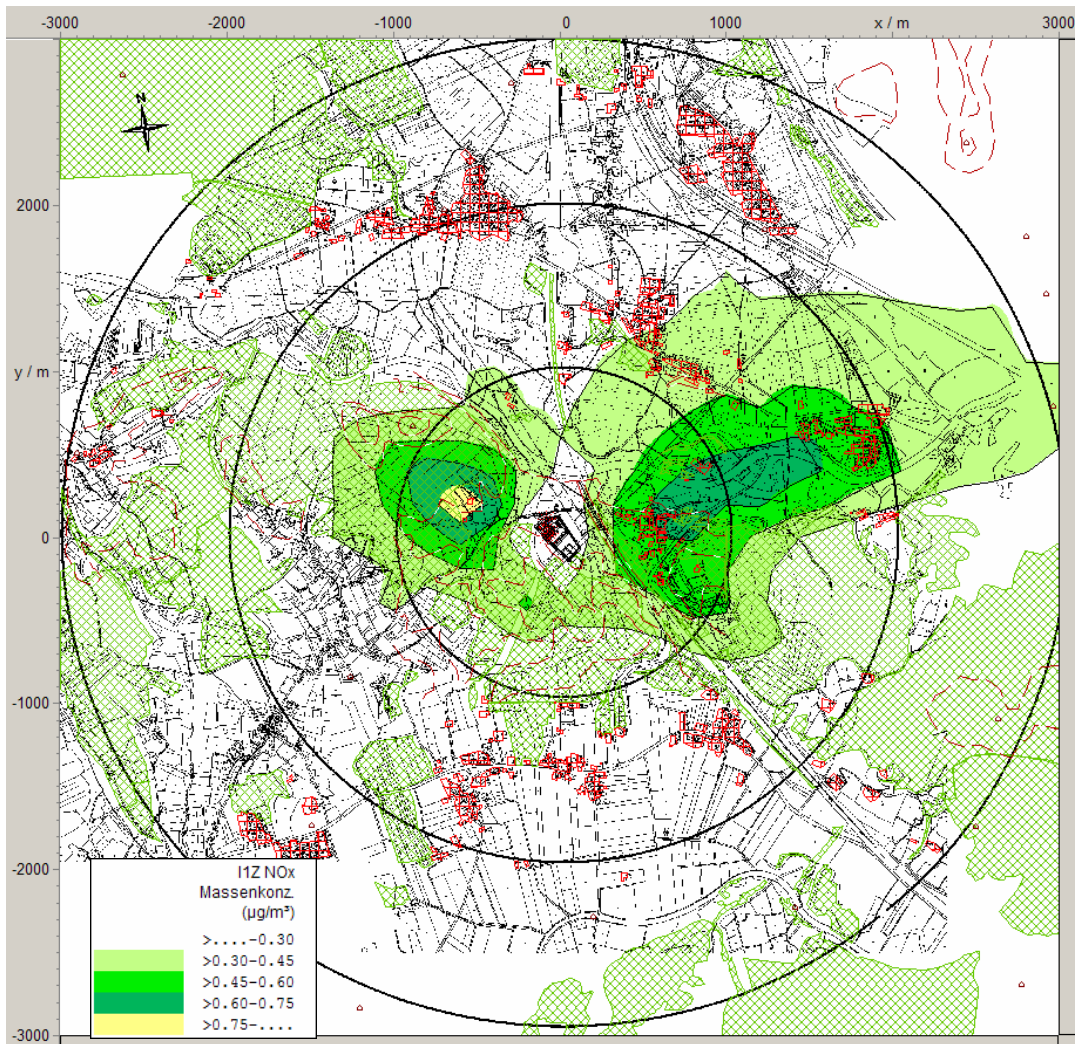 -3000 -2000 -1000 0 1000 x / m 3000
N
2000
y / m
0
-1000
-2000
I1Z NOx
Massenkonz.
(µg/m³)
>....-0.30
>0.30-0.45
>0.45-0.60
>0.60-0.75
>0.75-....
-3000